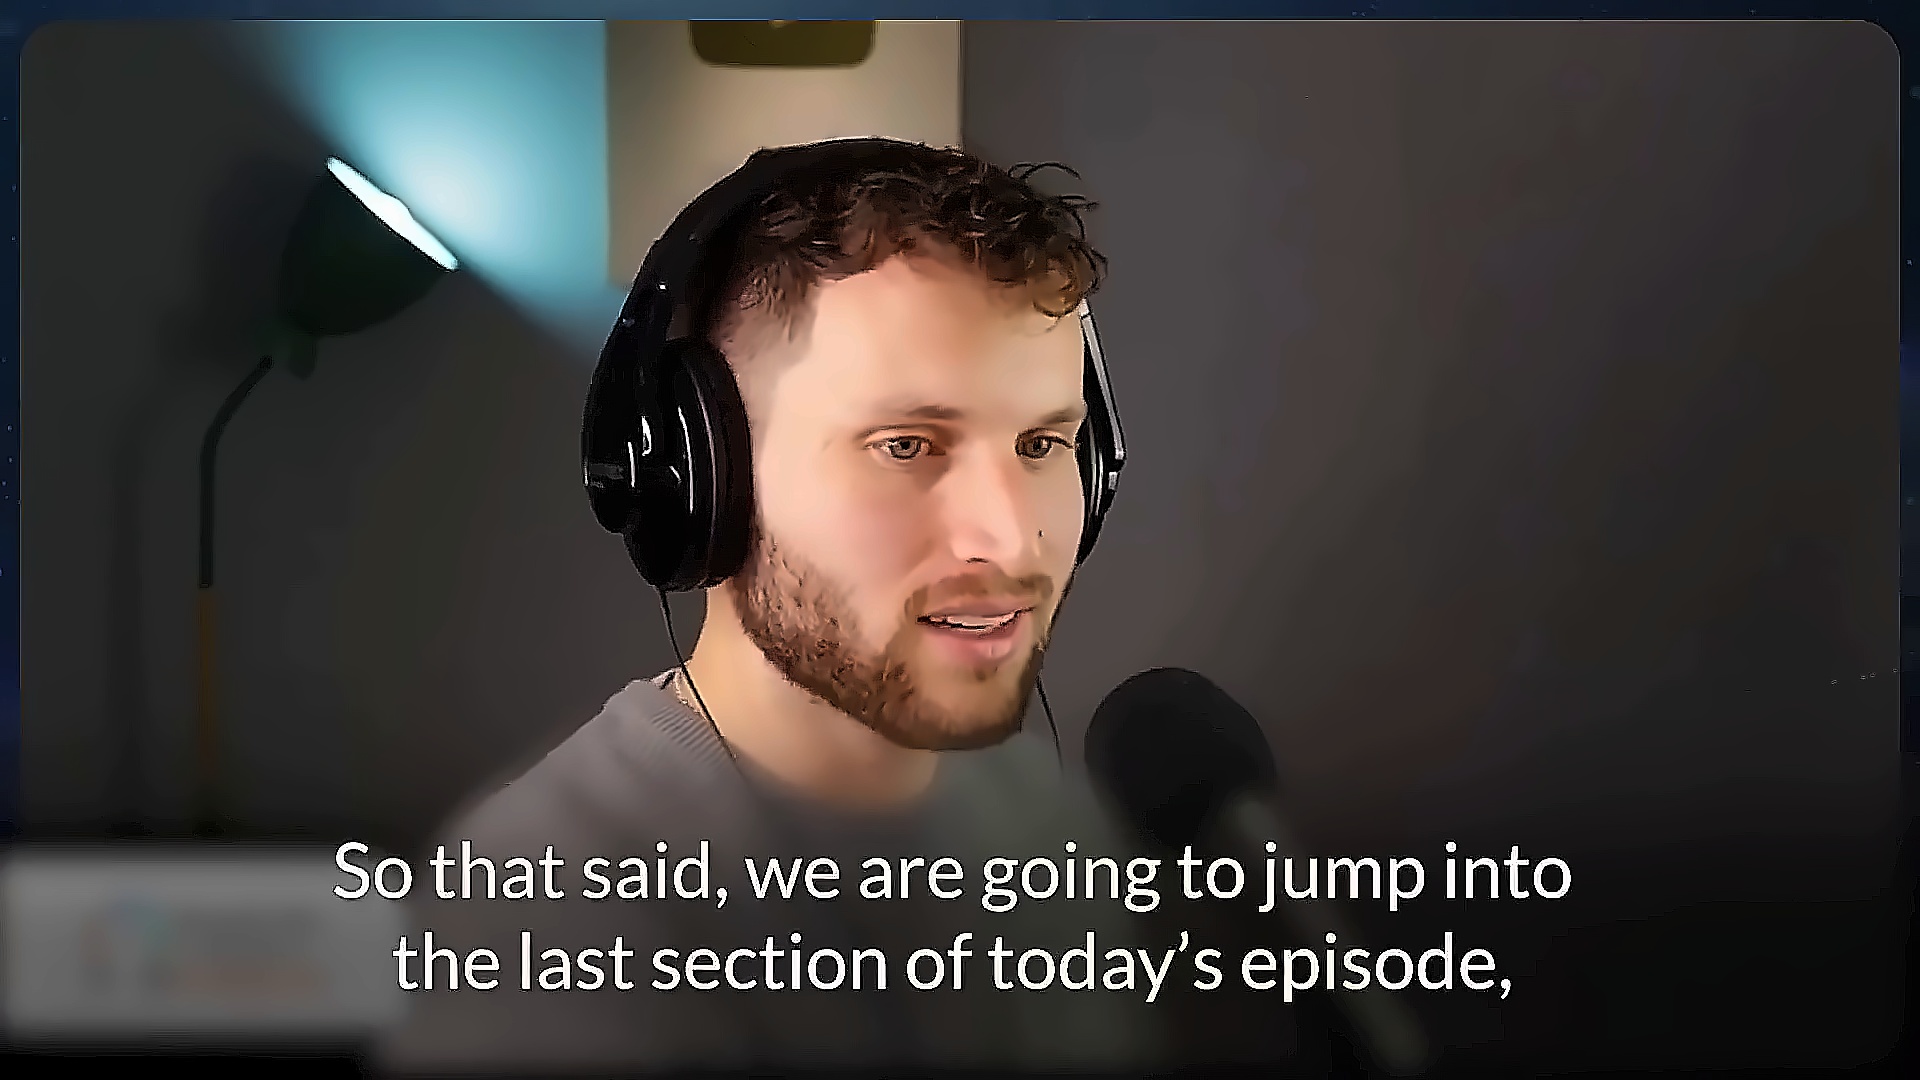 So that said, we are going to jump into
the last section of today’s episode,